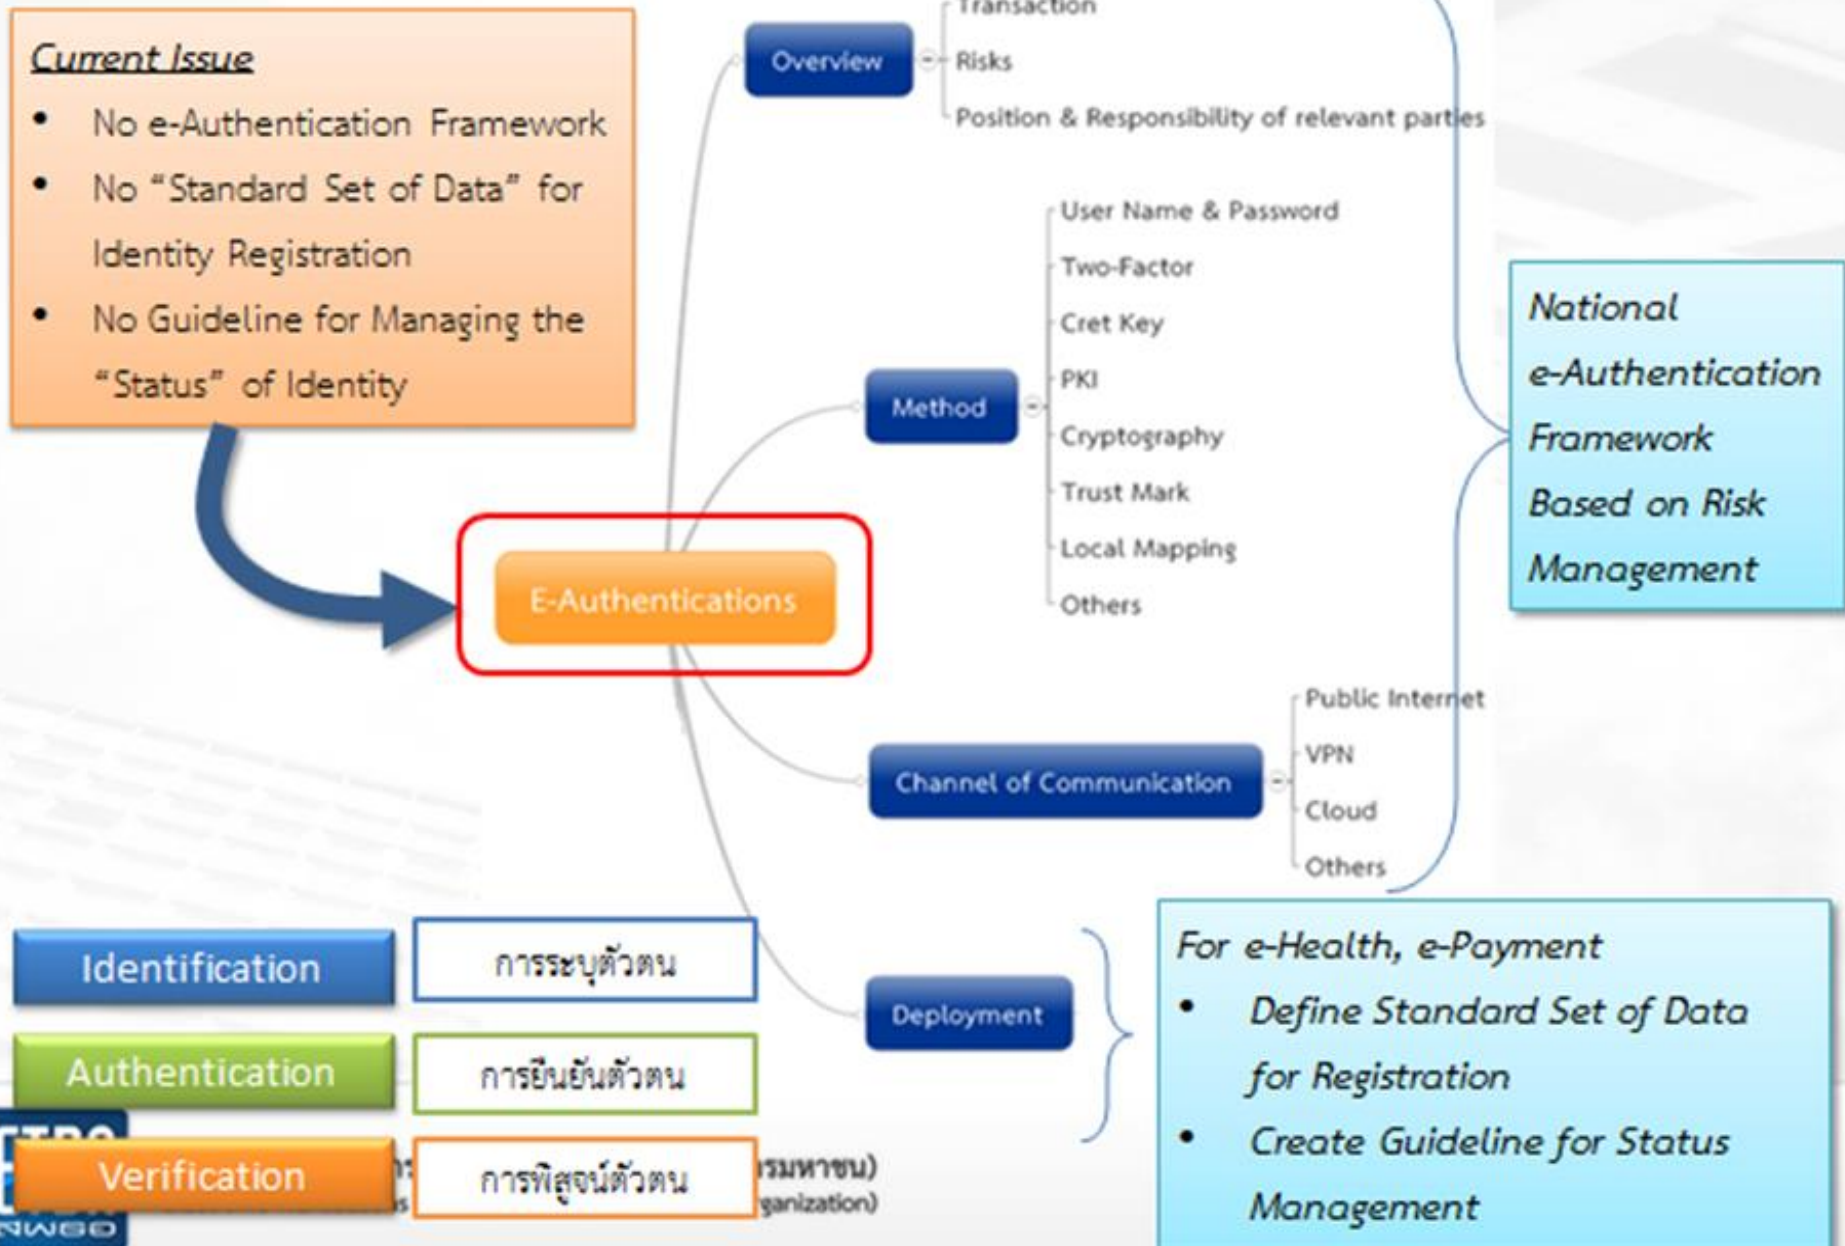 Current Issue
• No e-Authentication Framework
• No “Standard Set of Data” for
Identity Registration
• No Guideline for Managing the
“Status” of Identity
E-Authentications
Overview
Transaction
Risks
Position & Responsibility of relevant parties
Method
User Name & Password
Two-Factor
Cret Key
PKI
Cryptography
Trust Mark
Local Mapping
Others
Channel of Communication
Public Internet
VPN
Cloud
Others
Deployment
National
e-Authentication
Framework
Based on Risk
Management
For e-Health, e-Payment
• Define Standard Set of Data
for Registration
• Create Guideline for Status
Management
Identification
การระบุตัวตน
Authentication
การยืนยันตัวตน
Verification
การพิสูจน์ตัวตน